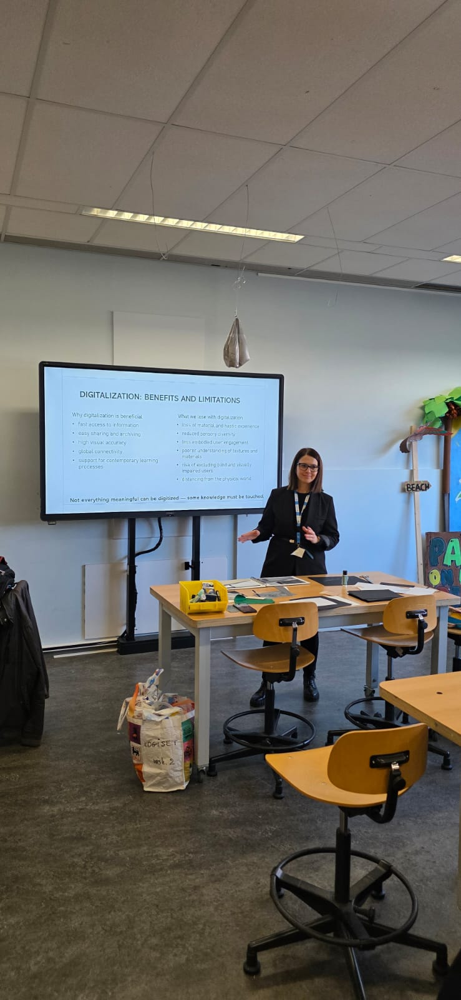 DIGITALIZATION: BENEFITS AND LIMITATIONS
Why digitalization is beneficial
• fast access to information
• easy sharing and archiving
• high visual accuracy
• global connectivity
• support for contemporary learning
processes
What we lose with digitalization
• loss of material and haptic experience
• reduced sensory diversity
• less embodied user engagement
• poorer understanding of textures and
materials
• risk of excluding blind and visually
impaired users
• distancing from the physical world
Not everything meaningful can be digitized — some knowledge must be touched.
BEACH
PA
ON
LOGISET